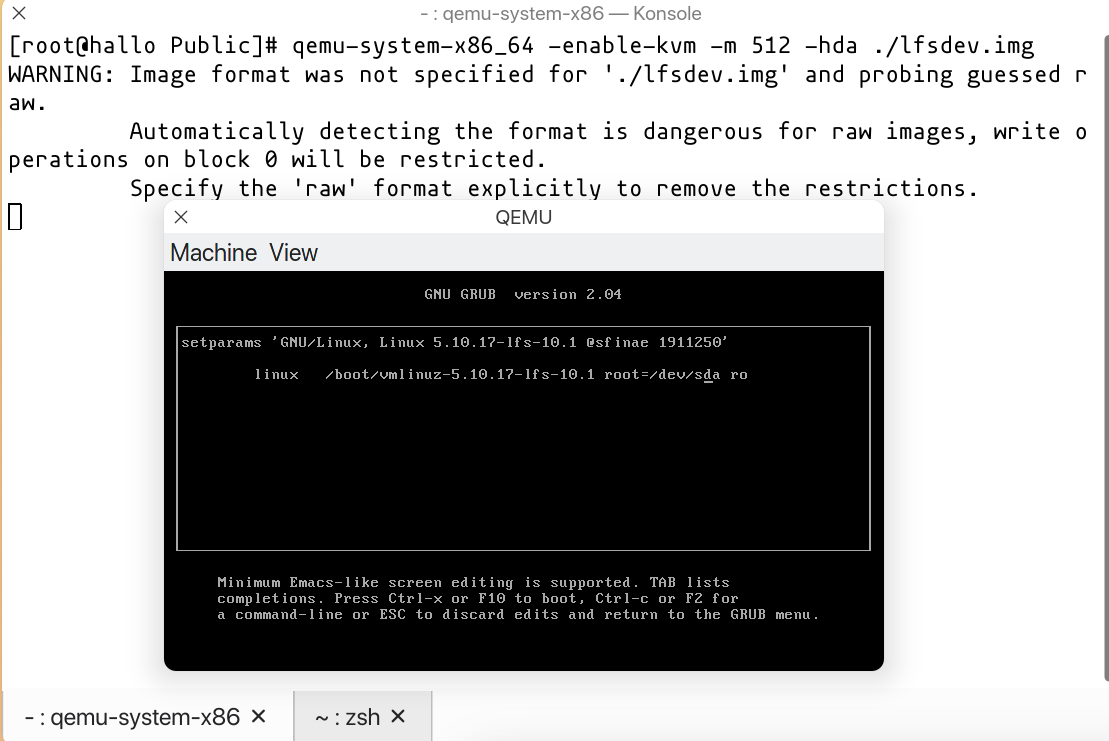 - : qemu-system-x86 — Konsole
[root@hallo Public]# qemu-system-x86_64 -enable-kvm -m 512 -hda ./lfsdev.img
WARNING: Image format was not specified for './lfsdev.img' and probing guessed r
aw.
Automatically detecting the format is dangerous for raw images, write o
perations on block 0 will be restricted.
Specify the 'raw' format explicitly to remove the restrictions.
QEMU
Machine View
GNU GRUB version 2.04
setparams 'GNU/Linux, Linux 5.10.17-lfs-10.1 @sfinae 1911250'
linux /boot/vmlinuz-5.10.17-lfs-10.1 root=/dev/sda ro
Minimum Emacs-like screen editing is supported. TAB lists
completions. Press Ctrl-x or F10 to boot, Ctrl-c or F2 for
a command-line or ESC to discard edits and return to the GRUB menu.
- : qemu-system-x86 ✕ ~ : zsh ✕